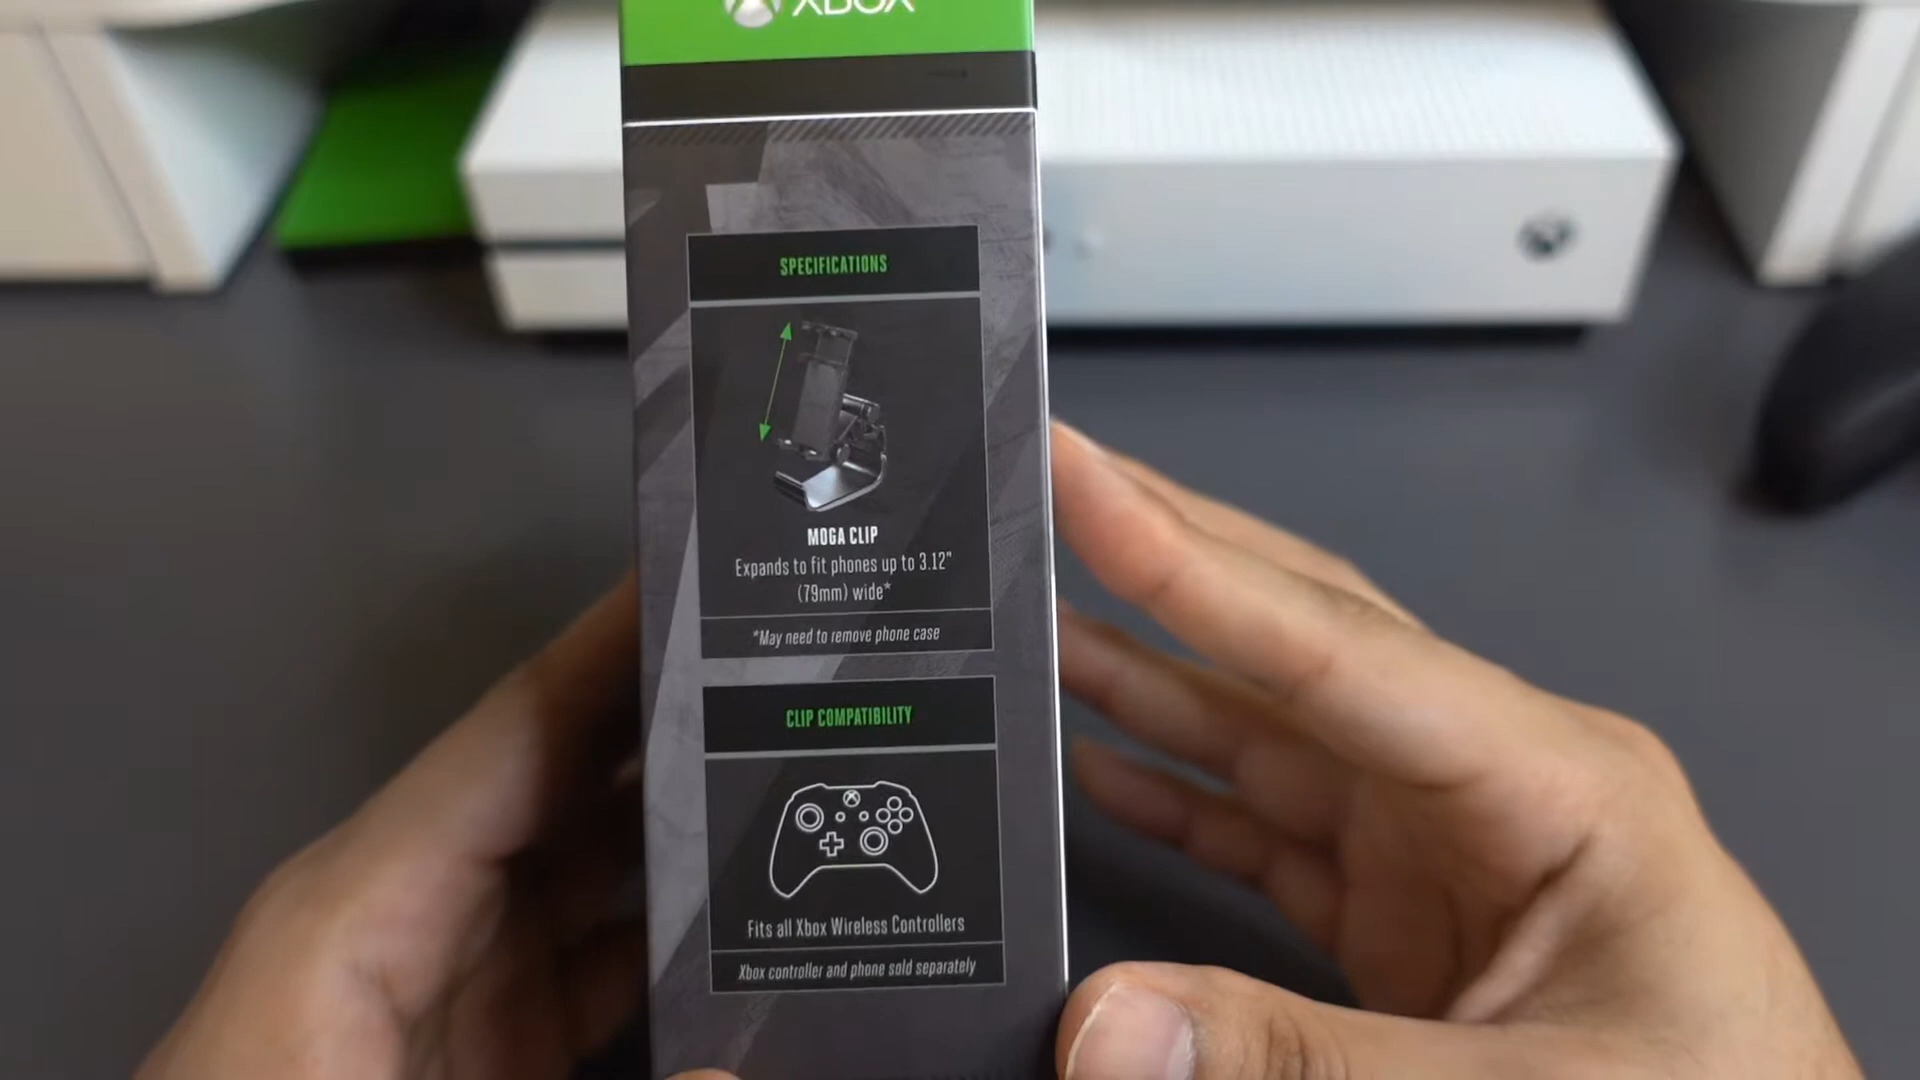 XBOX
SPECIFICATIONS
MOGA CLIP
Expands to fit phones up to 3.12"
(79mm) wide*
*May need to remove phone case
CLIP COMPATIBILITY
Fits all Xbox Wireless Controllers
Xbox controller and phone sold separately